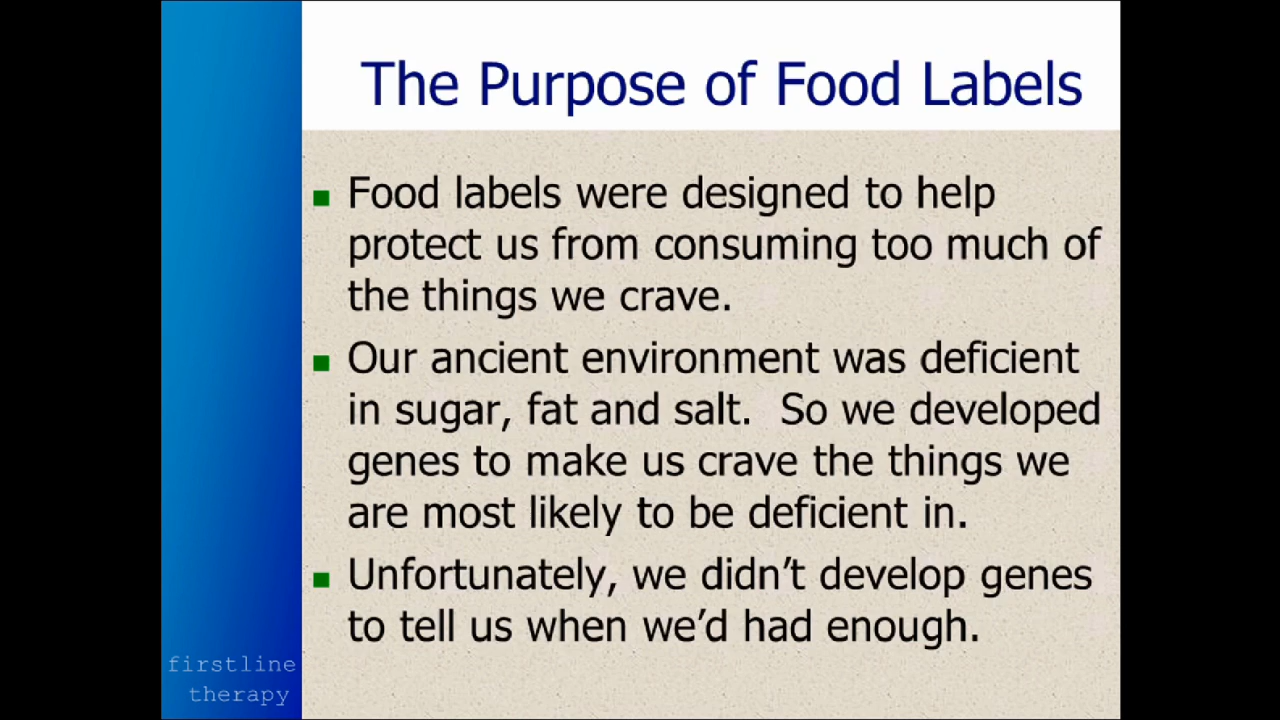 The Purpose of Food Labels
Food labels were designed to help
protect us from consuming too much of
the things we crave.
Our ancient environment was deficient
in sugar, fat and salt.  So we developed
genes to make us crave the things we
are most likely to be deficient in.
Unfortunately, we didn’t develop genes
to tell us when we’d had enough.
firstline
therapy